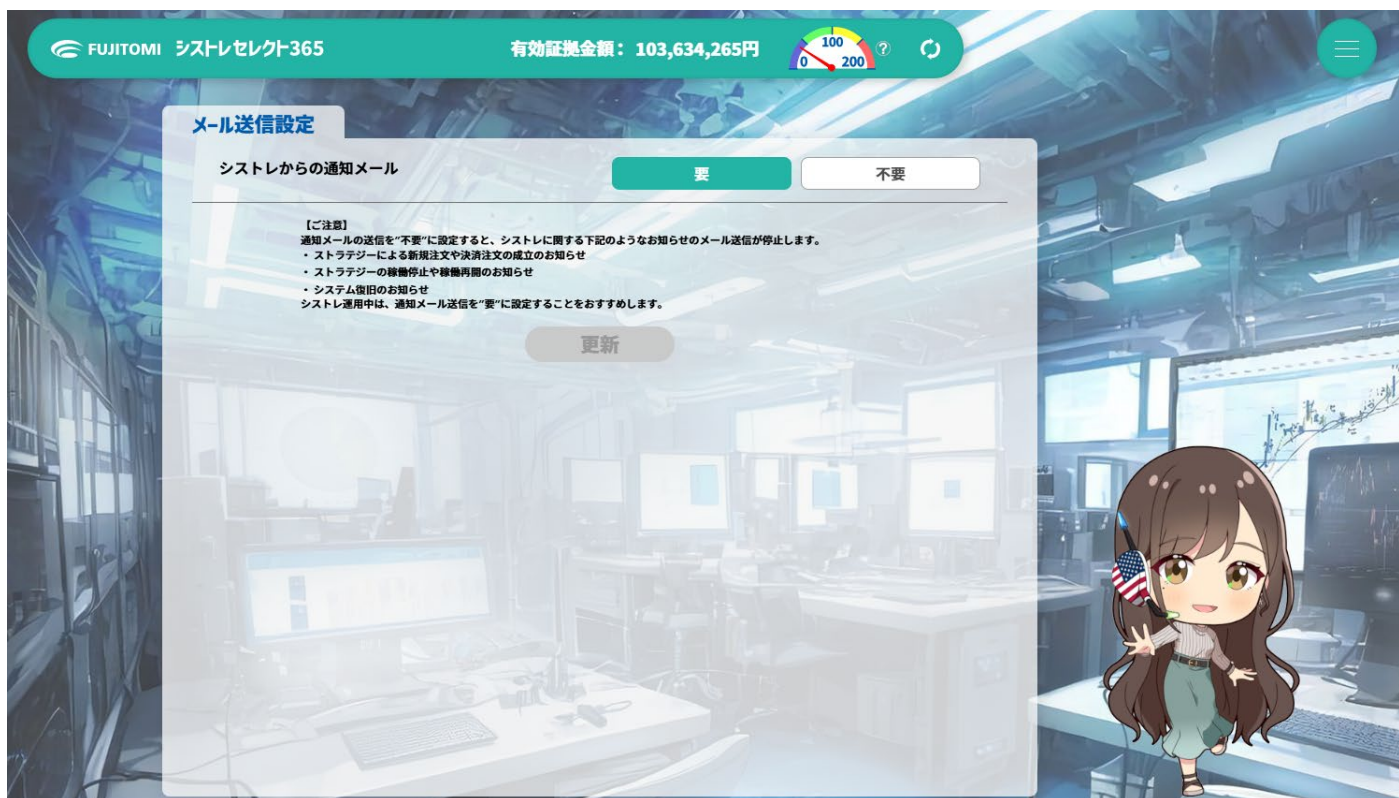 FUJITOMI シストレセレクト365
有効証拠金額： 103,634,265円
100
0 200
?
メール送信設定
シストレからの通知メール
要
不要
【ご注意】
通知メールの送信を“不要”に設定すると、シストレに関する下記のようなお知らせのメール送信が停止します。
・ ストラテジーによる新規注文や決済注文の成立のお知らせ
・ ストラテジーの稼働停止や稼働再開のお知らせ
・ システム復旧のお知らせ
シストレ運用中は、通知メール送信を“要”に設定することをおすすめします。
更新